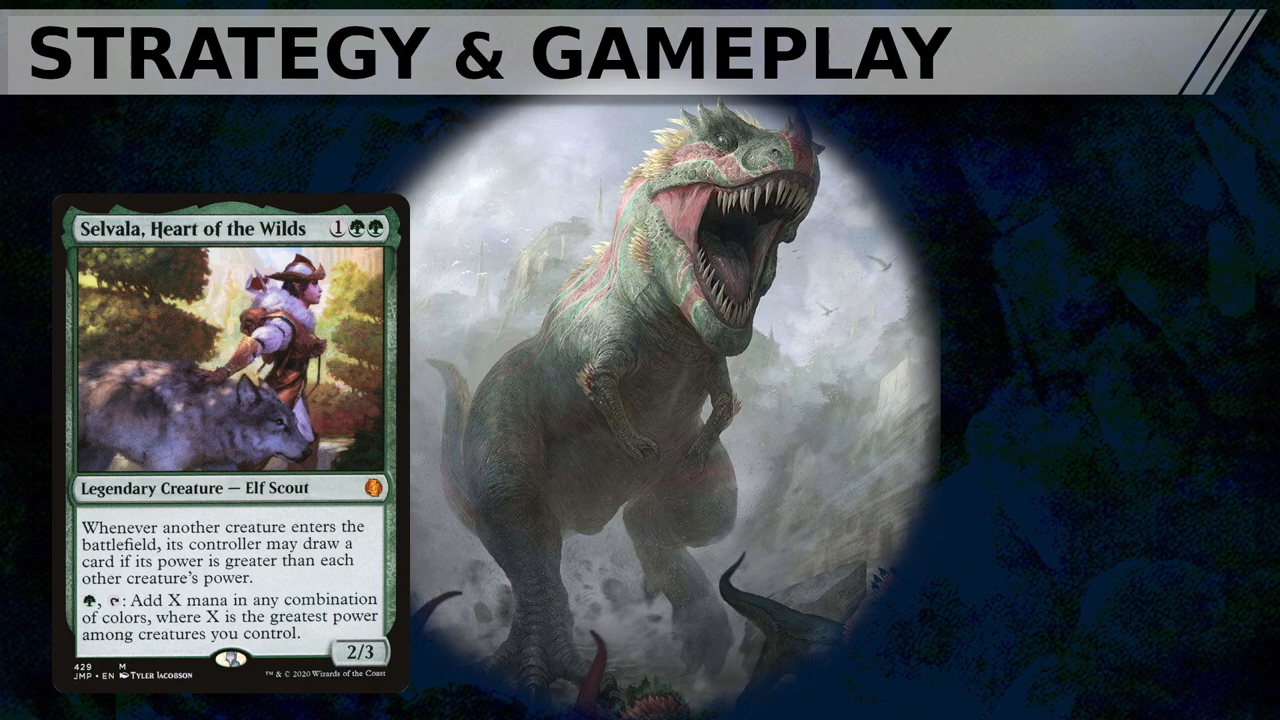 STRATEGY & GAMEPLAY
Selvala, Heart of the Wilds 1
Legendary Creature — Elf Scout
Whenever another creature enters the
battlefield, its controller may draw a
card if its power is greater than each
other creature's power.
, : Add X mana in any combination
of colors, where X is the greatest power
among creatures you control.
2/3
429 M
JMP • EN TYLER JACOBSON ™ & © 2020 Wizards of the Coast